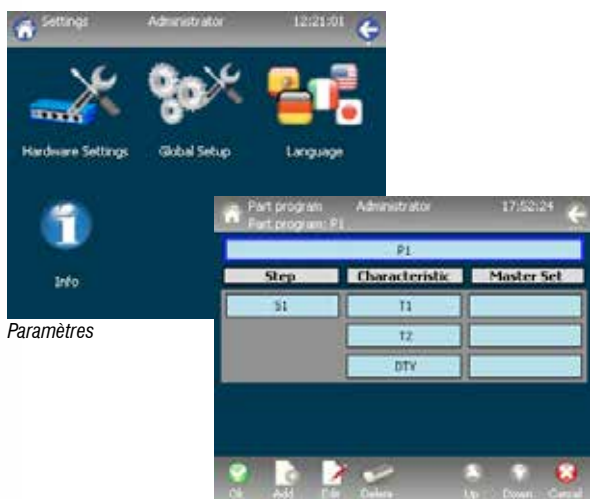 Settings Administrator 12:21:01
Hardware Settings Global Setup Language
Info
Paramètres
Part program Administrator 17:52:24
Part program: P1
P1
Step Characteristic Master Set
S1 T1
T2
DTY
Ok Add Edit Delete Up Down Cancel